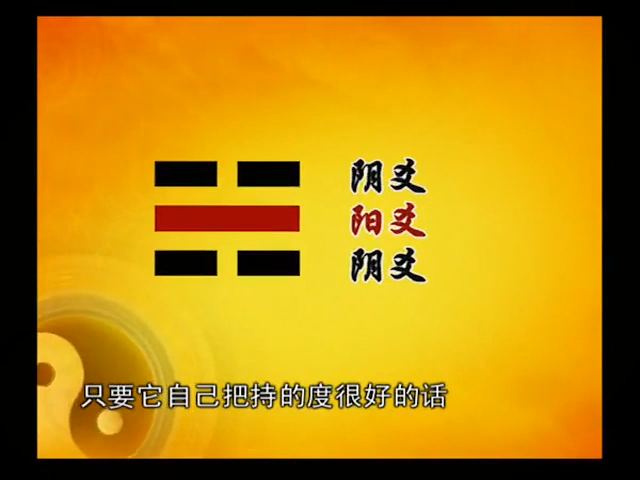 阴爻
阳爻
阴爻
只要它自己把持的度很好的话